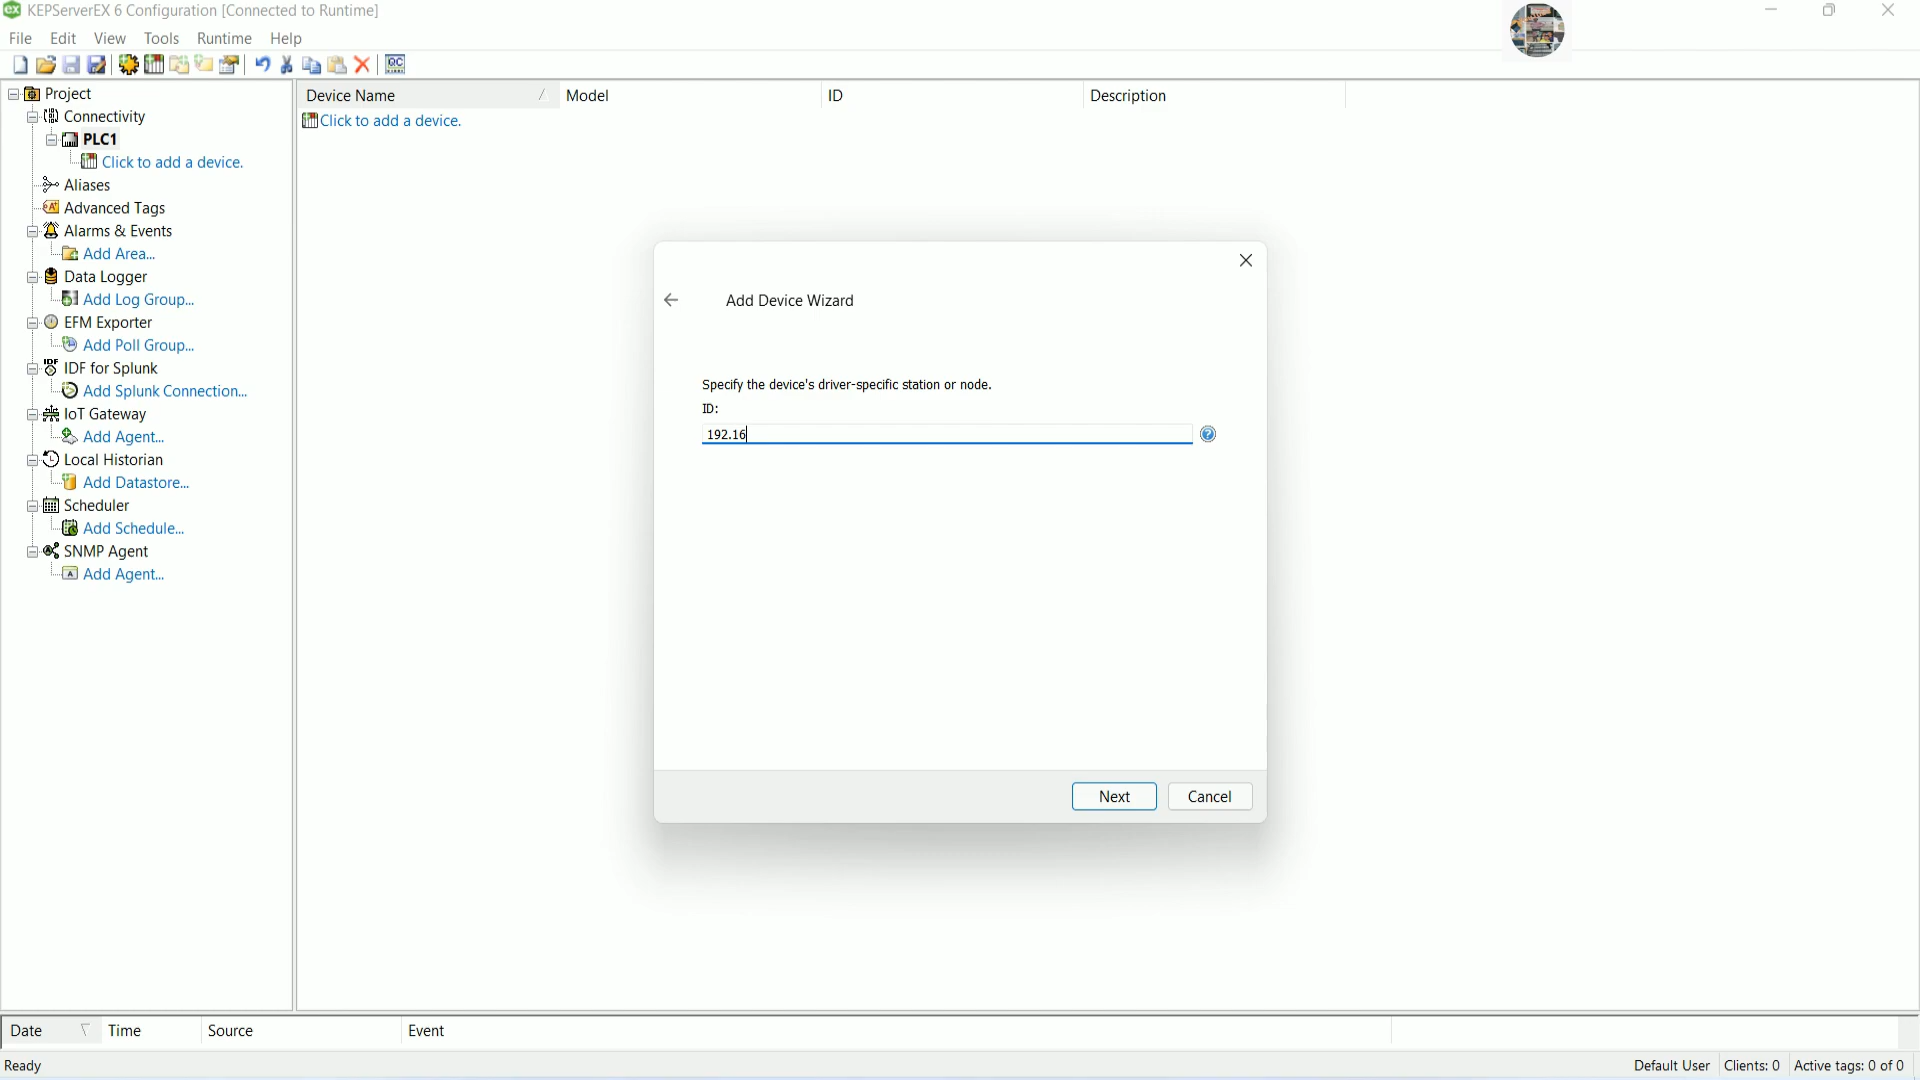 KEPServerEX 6 Configuration [Connected to Runtime]
File Edit View Tools Runtime Help
Project
Connectivity
PLC1
Click to add a device.
Aliases
Advanced Tags
Alarms & Events
Add Area...
Data Logger
Add Log Group...
EFM Exporter
Add Poll Group...
IDF for Splunk
Add Splunk Connection...
IoT Gateway
Add Agent...
Local Historian
Add Datastore...
Scheduler
Add Schedule...
SNMP Agent
Add Agent...
Device Name Model ID Description
Click to add a device.
Add Device Wizard
Specify the device's driver-specific station or node.
ID:
192.16
Next Cancel
Date Time Source Event
Ready Default User Clients: 0 Active tags: 0 of 0